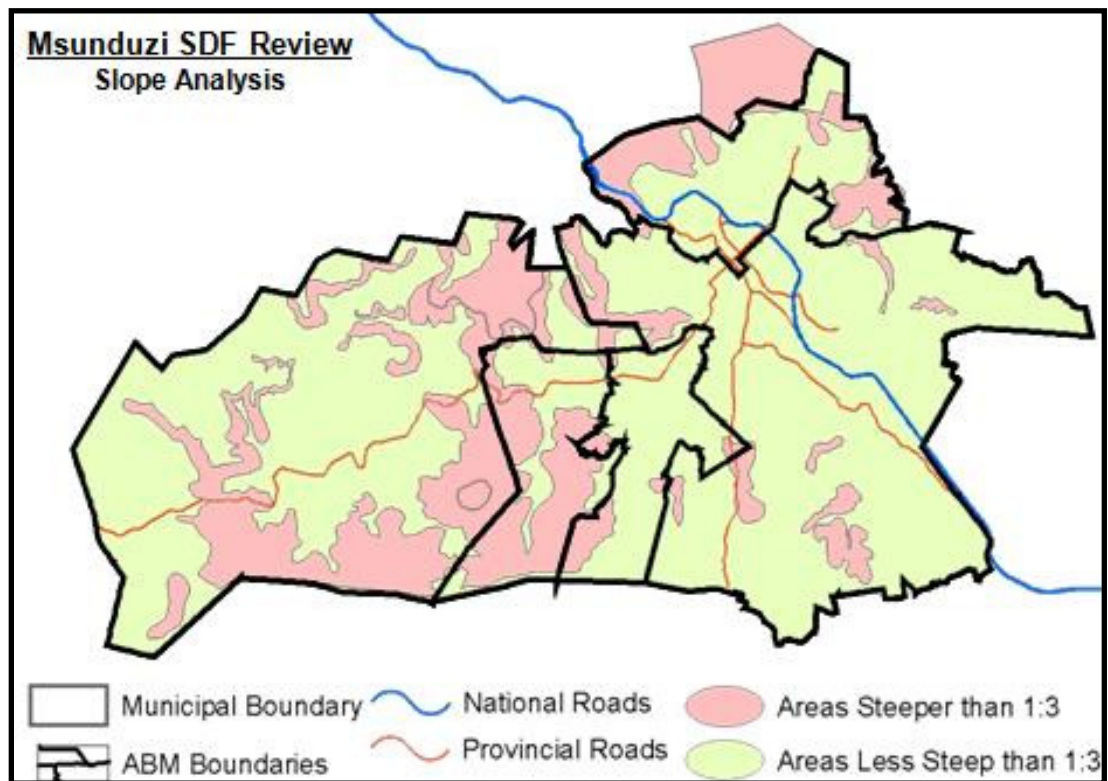 Msunduzi SDF Review
Slope Analysis
Municipal Boundary
National Roads
Areas Steeper than 1:3
ABM Boundaries
Provincial Roads
Areas Less Steep than 1:3